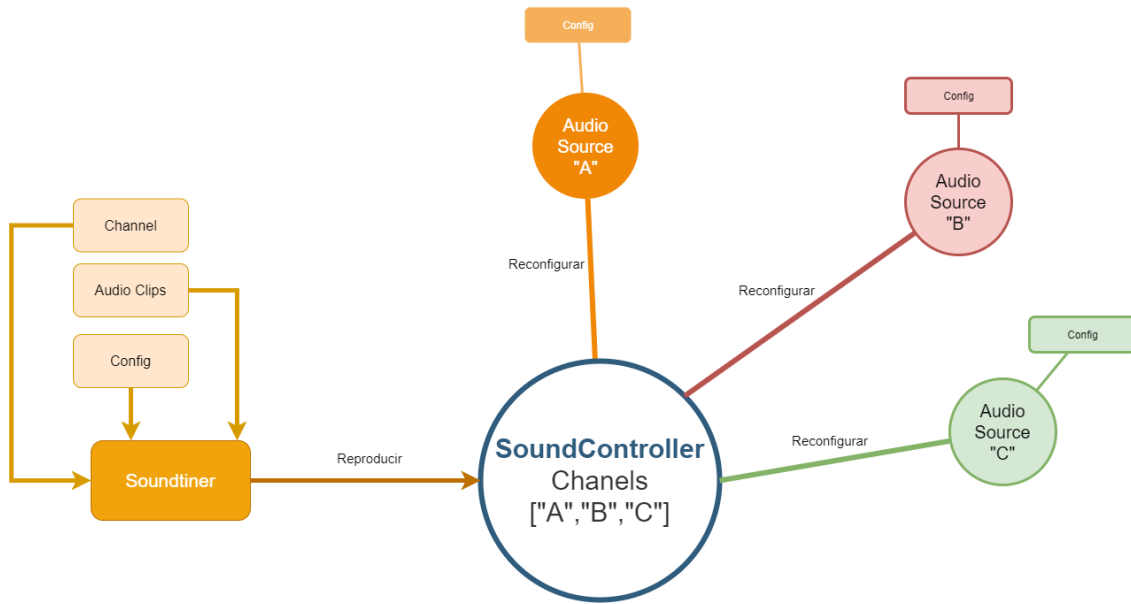 Config
Audio
Source
"A"
Config
Audio
Source
"B"
Channel
Reconfigurar
Audio Clips
Reconfigurar
Config
Config
Audio
Source
"C"
Reconfigurar
SoundController
Chanels
["A","B","C"]
Soundtiner
Reproducir